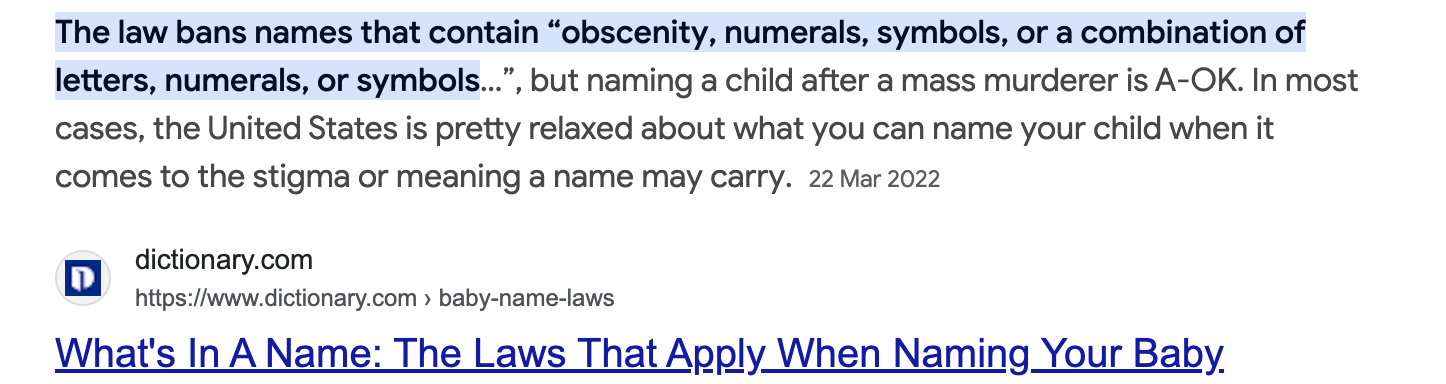 The law bans names that contain “obscenity, numerals, symbols, or a combination of
letters, numerals, or symbols...”, but naming a child after a mass murderer is A-OK. In most
cases, the United States is pretty relaxed about what you can name your child when it
comes to the stigma or meaning a name may carry. 22 Mar 2022
dictionary.com
https://www.dictionary.com › baby-name-laws
What's In A Name: The Laws That Apply When Naming Your Baby